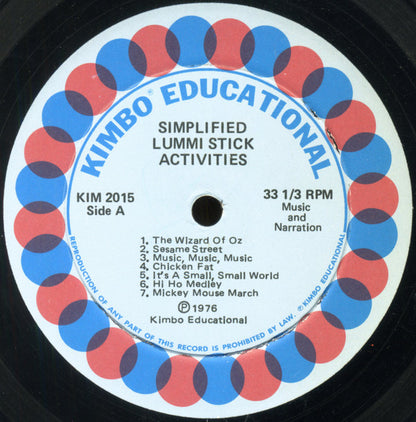 KIMBO® EDUCATIONAL
SIMPLIFIED
LUMMI STICK
ACTIVITIES
KIM 2015
Side A
33 1/3 RPM
Music
and
Narration
1. The Wizard Of Oz
2. Sesame Street
3. Music, Music, Music
4. Chicken Fat
5. It's A Small, Small World
6. Hi Ho Medley
7. Mickey Mouse March
Ⓟ 1976
Kimbo Educational
REPRODUCTION OF ANY PART OF THIS RECORD IS PROHIBITED BY LAW. ℗ KIMBO EDUCATIONAL